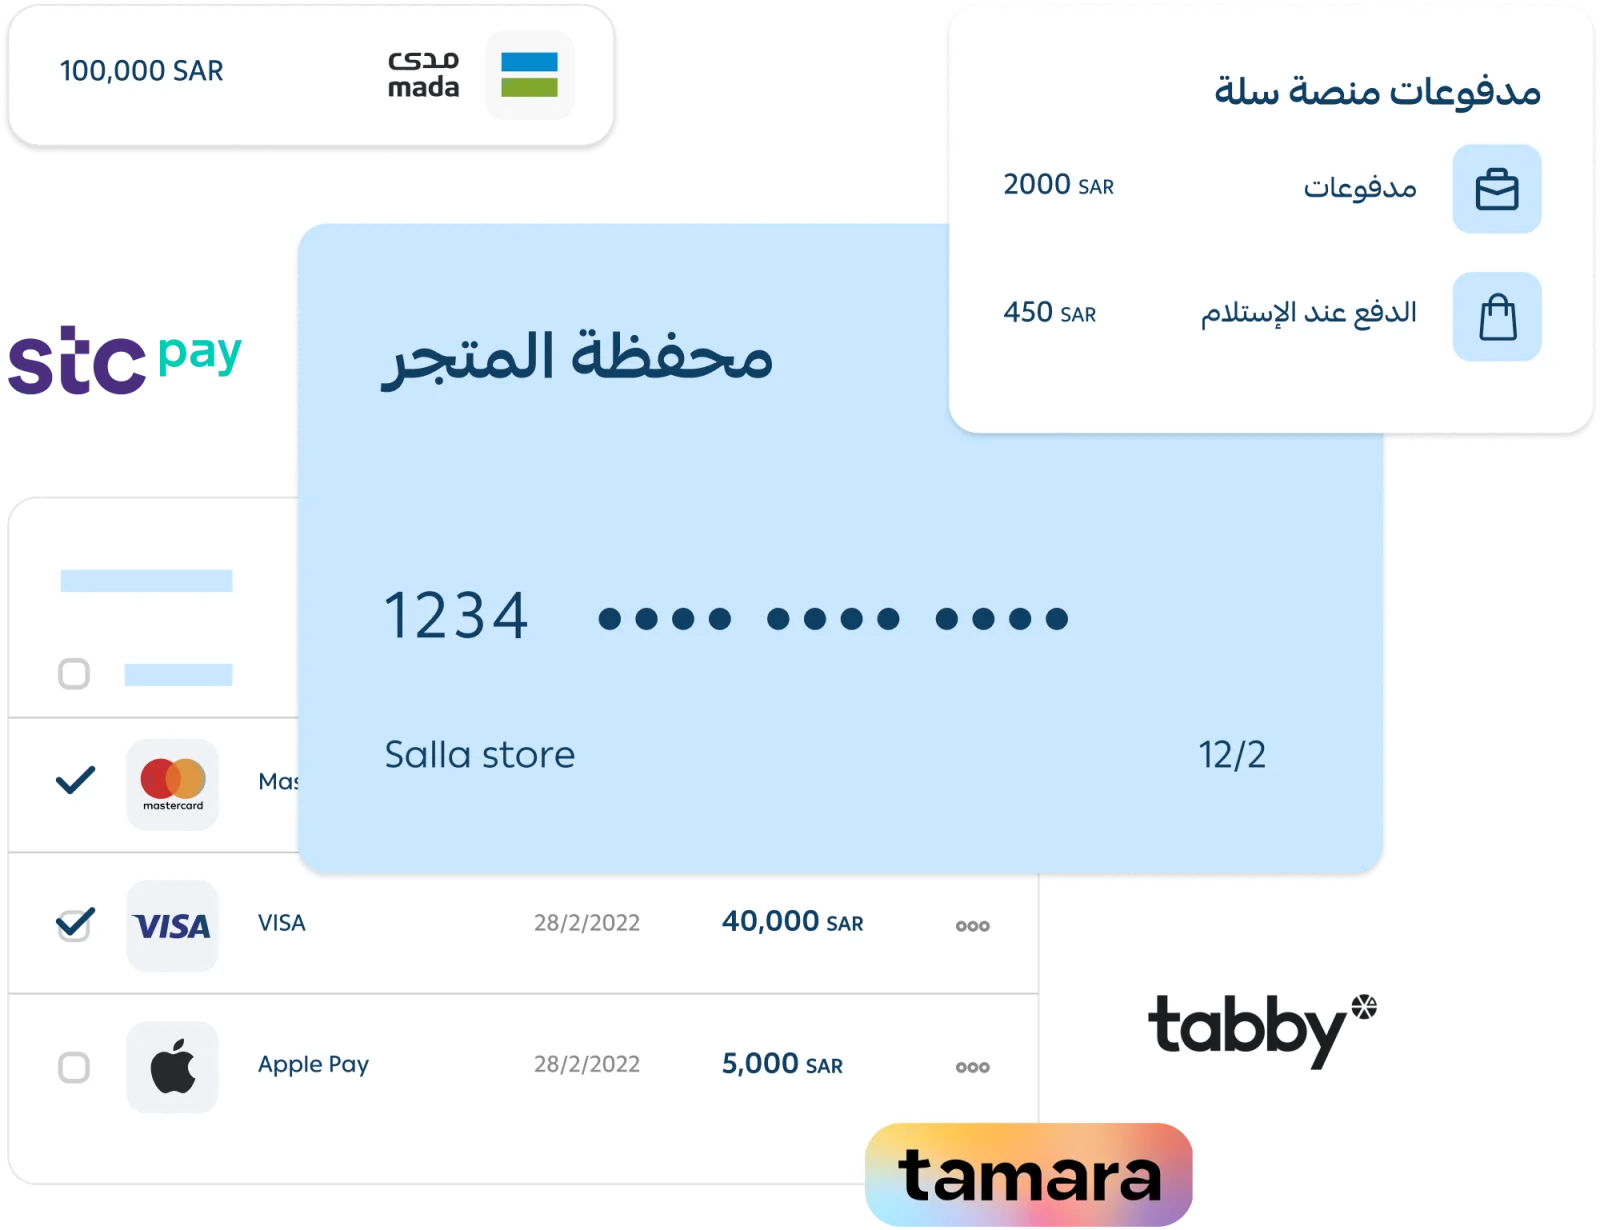 100,000 SAR
مدى
mada
مدفوعات منصة سلة
مدفوعات
2000 SAR
الدفع عند الإستلام
450 SAR
stc pay
محفظة المتجر
1234 •••• •••• ••••
Salla store
12/2
mastercard
Mas
VISA
VISA
28/2/2022
40,000 SAR
Apple Pay
28/2/2022
5,000 SAR
tabby
tamara